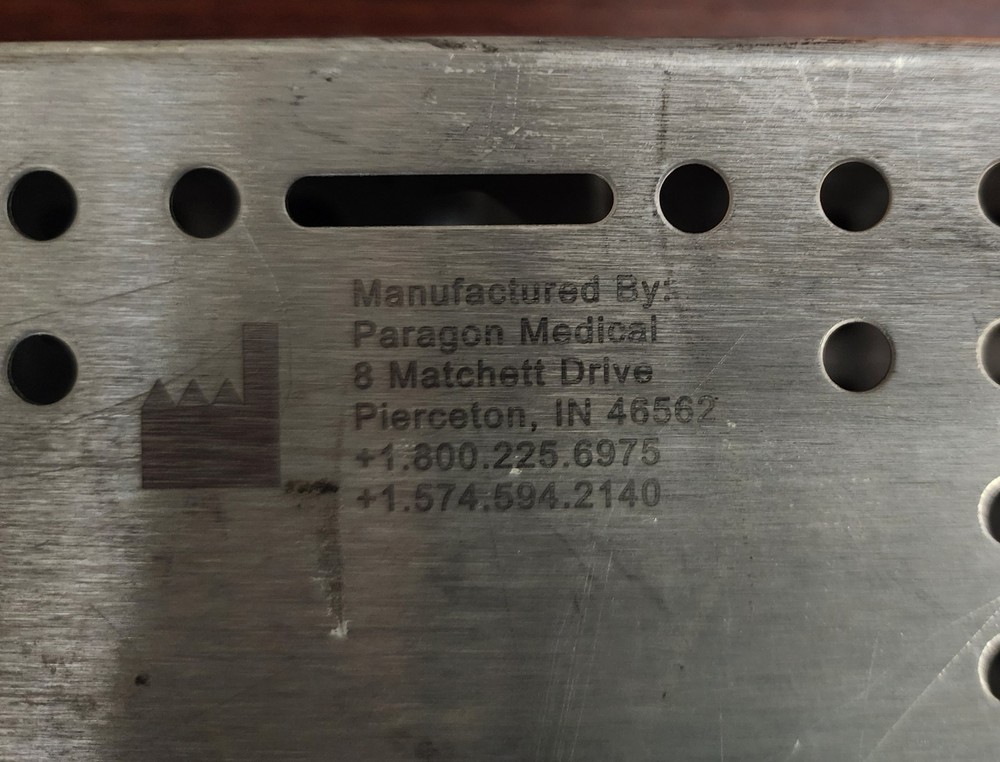 Manufactured By:
Paragon Medical
8 Matchett Drive
Pierceton, IN 46562
+1.800.225.6975
+1.574.594.2140